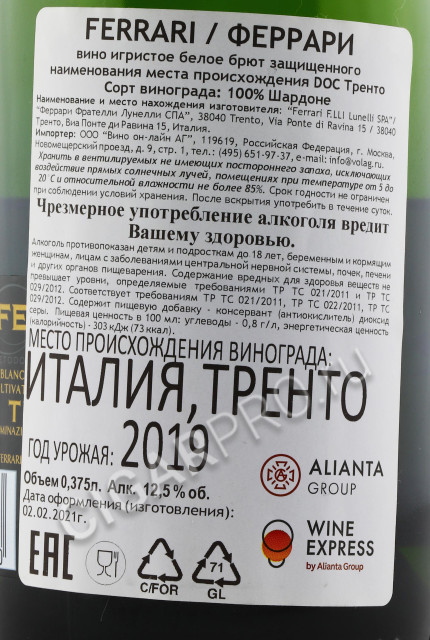 FERRARI / ФЕРРАРИ
вино игристое белое брют защищенного
наименования места происхождения DOC Тренто
Сорт винограда: 100% Шардоне
Наименование и место нахождения изготовителя: "Ferrari F.LLI Lunelli SPA"/
"Феррари Фрателли Лунелли СПА", 38040 Trento, Via Ponte di Ravina 15 / 38040
Тренто, Виа Понте ди Равина 15, Италия.
Импортер: ООО "Вино он-лайн АГ", 119619, Российская Федерация, г. Москва,
Новомещерский проезд, д. 9, стр. 1, тел.: (495) 651-97-37, e-mail: info@volag.ru.
Хранить в вентилируемых не имеющих постороннего запаха, исключающих
воздействие прямых солнечных лучей, помещениях при температуре от 5 до
20˚С и относительной влажности не более 85%. Срок годности не ограничен
при соблюдении условий хранения. После вскрытия употребить в течение суток.
Чрезмерное употребление алкоголя вредит
Вашему здоровью.
Алкоголь противопоказан детям и подросткам до 18 лет, беременным и кормящим
женщинам, лицам с заболеваниями центральной нервной системы, почек, печени
и других органов пищеварения. Содержание вредных для здоровья веществ не
превышает уровни, определяемые требованиями ТР ТС 021/2011 и ТР ТС
029/2012. Соответствует требованиям ТР ТС 021/2011, ТР ТС 022/2011, ТР ТС
029/2012. Содержит пищевую добавку - консервант (антиокислитель) диоксид
серы. Пищевая ценность в 100 мл: углеводы - 0,8 г/л, энергетическая ценность
(калорийность) - 303 кДж (73 ккал).
МЕСТО ПРОИСХОЖДЕНИЯ ВИНОГРАДА:
ИТАЛИЯ, ТРЕНТО
ГОД УРОЖАЯ: 2019
Объем 0,375л. Алк. 12,5 % об.
Дата оформления (изготовления):
02.02.2021г.
ALIANTA
GROUP
WINE
EXPRESS
by Alianta Group
EAC
C/FOR
71
GL
FE
BLANC
ULTIVAT
T
MINAZI
FERRARI
cigarpro.ru